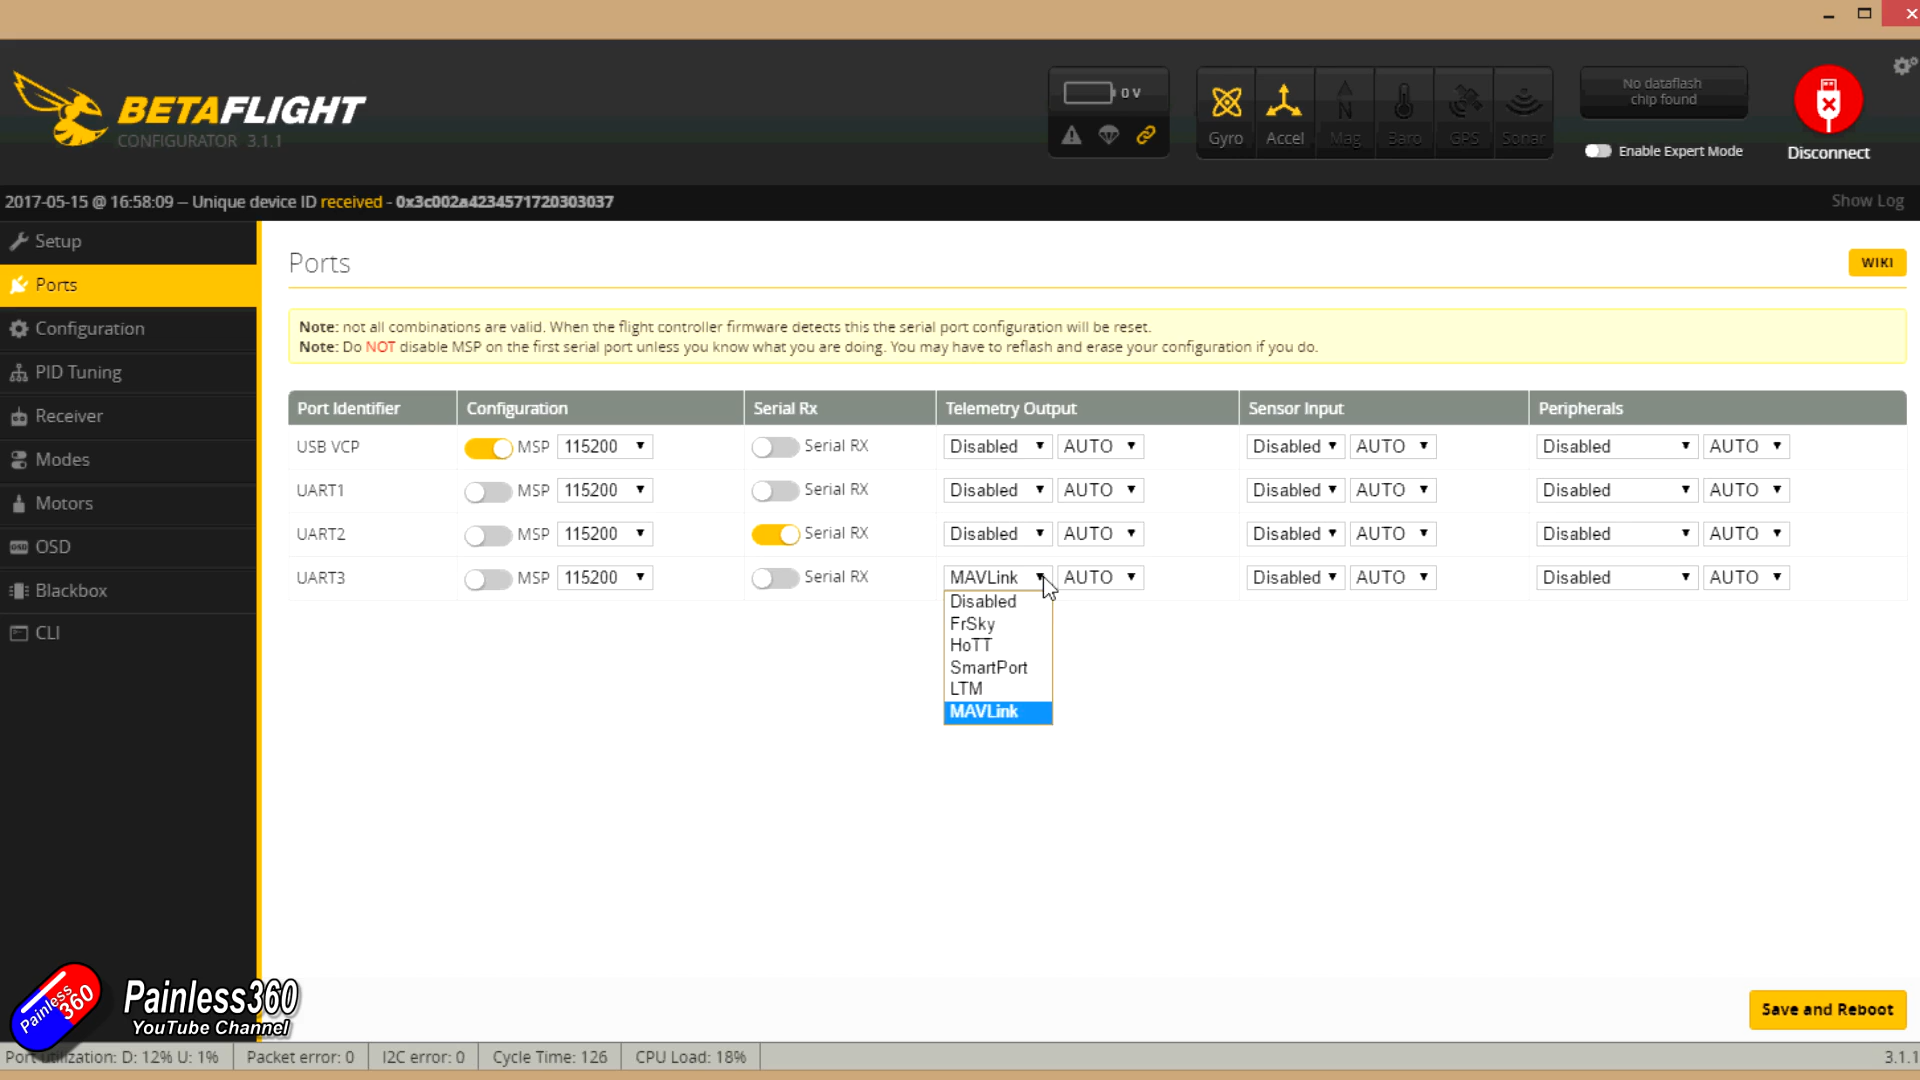 BETAFLIGHT
CONFIGURATOR 3.1.1
0 V
Gyro Accel Mag Baro GPS Sonar
No dataflash
chip found
Enable Expert Mode
Disconnect
2017-05-15 @ 16:58:09 -- Unique device ID received - 0x3c002a4234571720303037
Show Log
Setup
Ports
Configuration
PID Tuning
Receiver
Modes
Motors
OSD OSD
Blackbox
CLI
Ports
WIKI
Note: not all combinations are valid. When the flight controller firmware detects this the serial port configuration will be reset.
Note: Do NOT disable MSP on the first serial port unless you know what you are doing. You may have to reflash and erase your configuration if you do.
Port Identifier Configuration Serial Rx Telemetry Output Sensor Input Peripherals
USB VCP MSP 115200 Serial RX Disabled AUTO Disabled AUTO Disabled AUTO
UART1 MSP 115200 Serial RX Disabled AUTO Disabled AUTO Disabled AUTO
UART2 MSP 115200 Serial RX Disabled AUTO Disabled AUTO Disabled AUTO
UART3 MSP 115200 Serial RX MAVLink AUTO Disabled AUTO Disabled AUTO
Disabled
FrSky
HoTT
SmartPort
LTM
MAVLink
Painless
360
Painless360
YouTube Channel
Save and Reboot
Port utilization: D: 12% U: 1% Packet error: 0 I2C error: 0 Cycle Time: 126 CPU Load: 18% 3.1.1